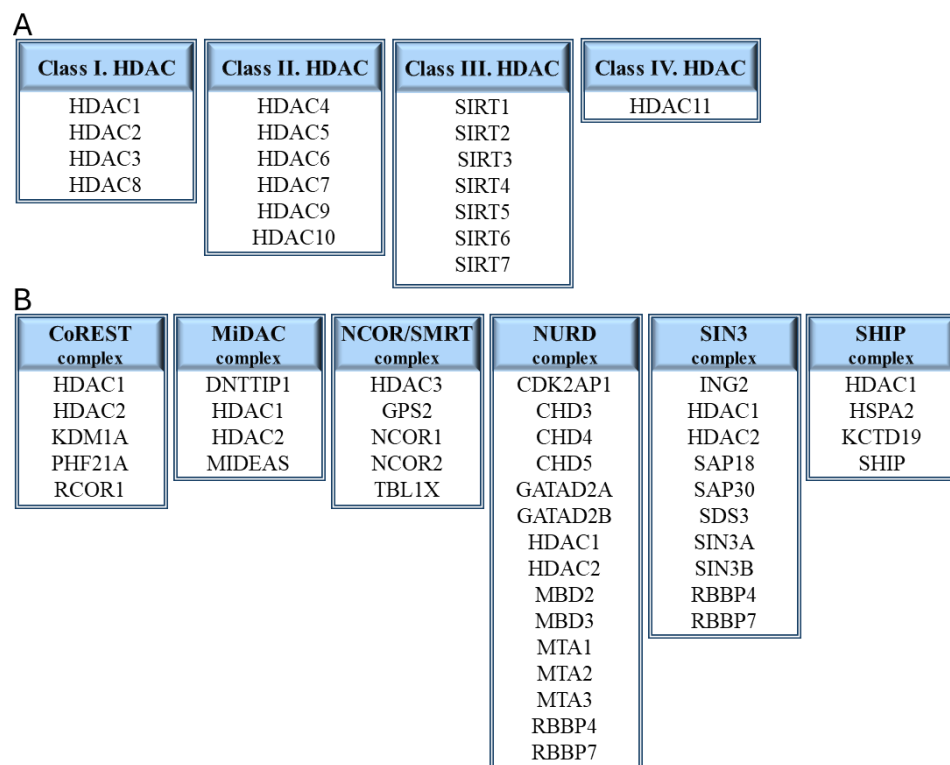 A
Class I. HDAC
HDAC1
HDAC2
HDAC3
HDAC8
Class II. HDAC
HDAC4
HDAC5
HDAC6
HDAC7
HDAC9
HDAC10
Class III. HDAC
SIRT1
SIRT2
SIRT3
SIRT4
SIRT5
SIRT6
SIRT7
Class IV. HDAC
HDAC11
B
CoREST
complex
HDAC1
HDAC2
KDM1A
PHF21A
RCOR1
MiDAC
complex
DNTTIP1
HDAC1
HDAC2
MIDEAS
NCOR/SMRT
complex
HDAC3
GPS2
NCOR1
NCOR2
TBL1X
NURD
complex
CDK2AP1
CHD3
CHD4
CHD5
GATAD2A
GATAD2B
HDAC1
HDAC2
MBD2
MBD3
MTA1
MTA2
MTA3
RBBP4
RBBP7
SIN3
complex
ING2
HDAC1
HDAC2
SAP18
SAP30
SDS3
SIN3A
SIN3B
RBBP4
RBBP7
SHIP
complex
HDAC1
HSPA2
KCTD19
SHIP